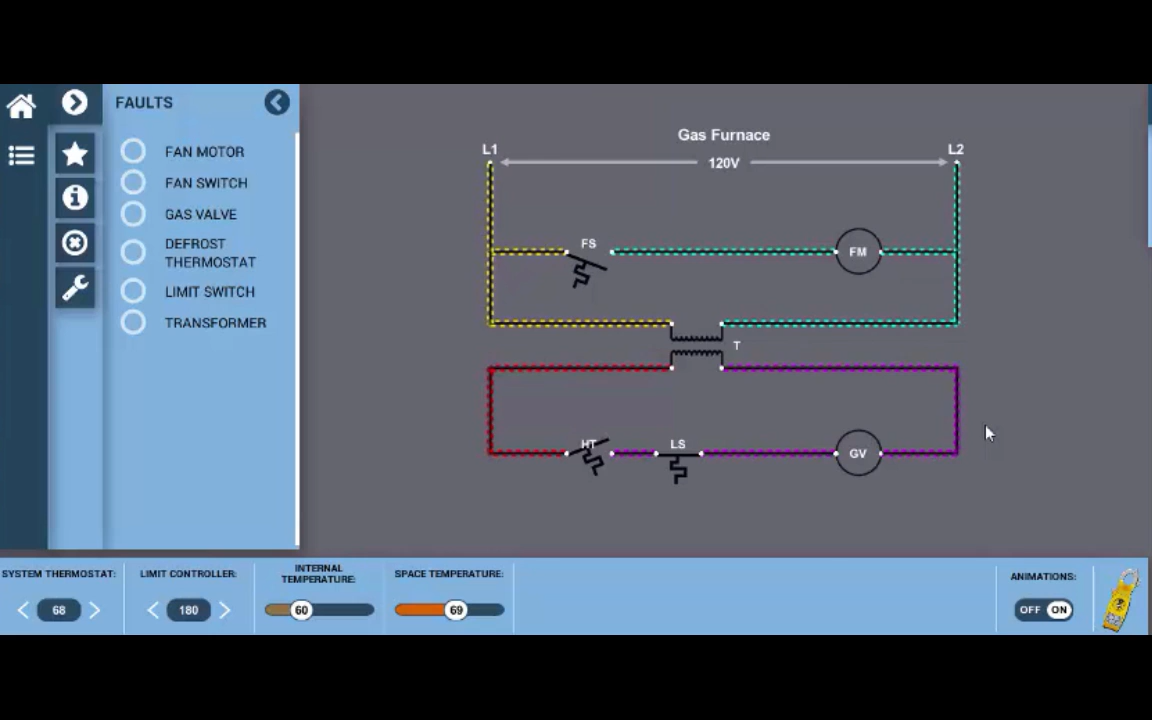 FAULTS
FAN MOTOR
FAN SWITCH
GAS VALVE
DEFROST
THERMOSTAT
LIMIT SWITCH
TRANSFORMER
Gas Furnace
L1
L2
120V
FS
FM
T
HT
LS
GV
SYSTEM THERMOSTAT:
68
LIMIT CONTROLLER:
180
INTERNAL
TEMPERATURE:
60
SPACE TEMPERATURE:
69
ANIMATIONS:
OFF ON